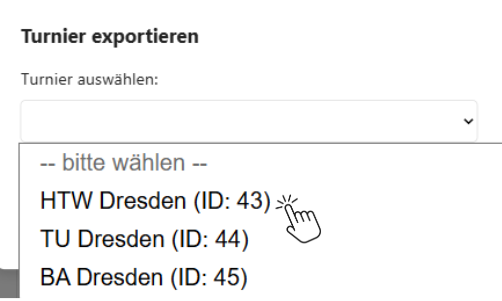 Turnier exportieren
Turnier auswählen:
-- bitte wählen --
HTW Dresden (ID: 43)
TU Dresden (ID: 44)
BA Dresden (ID: 45)